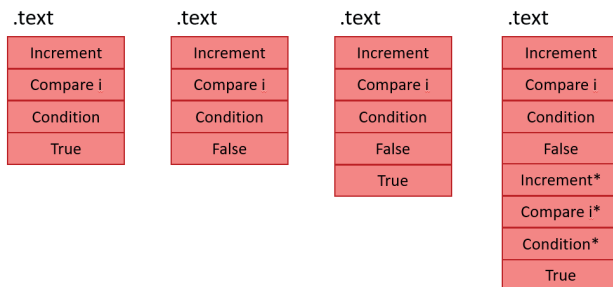 .text
Increment
Compare i
Condition
True
.text
Increment
Compare i
Condition
False
.text
Increment
Compare i
Condition
False
True
.text
Increment
Compare i
Condition
False
Increment*
Compare i*
Condition*
True